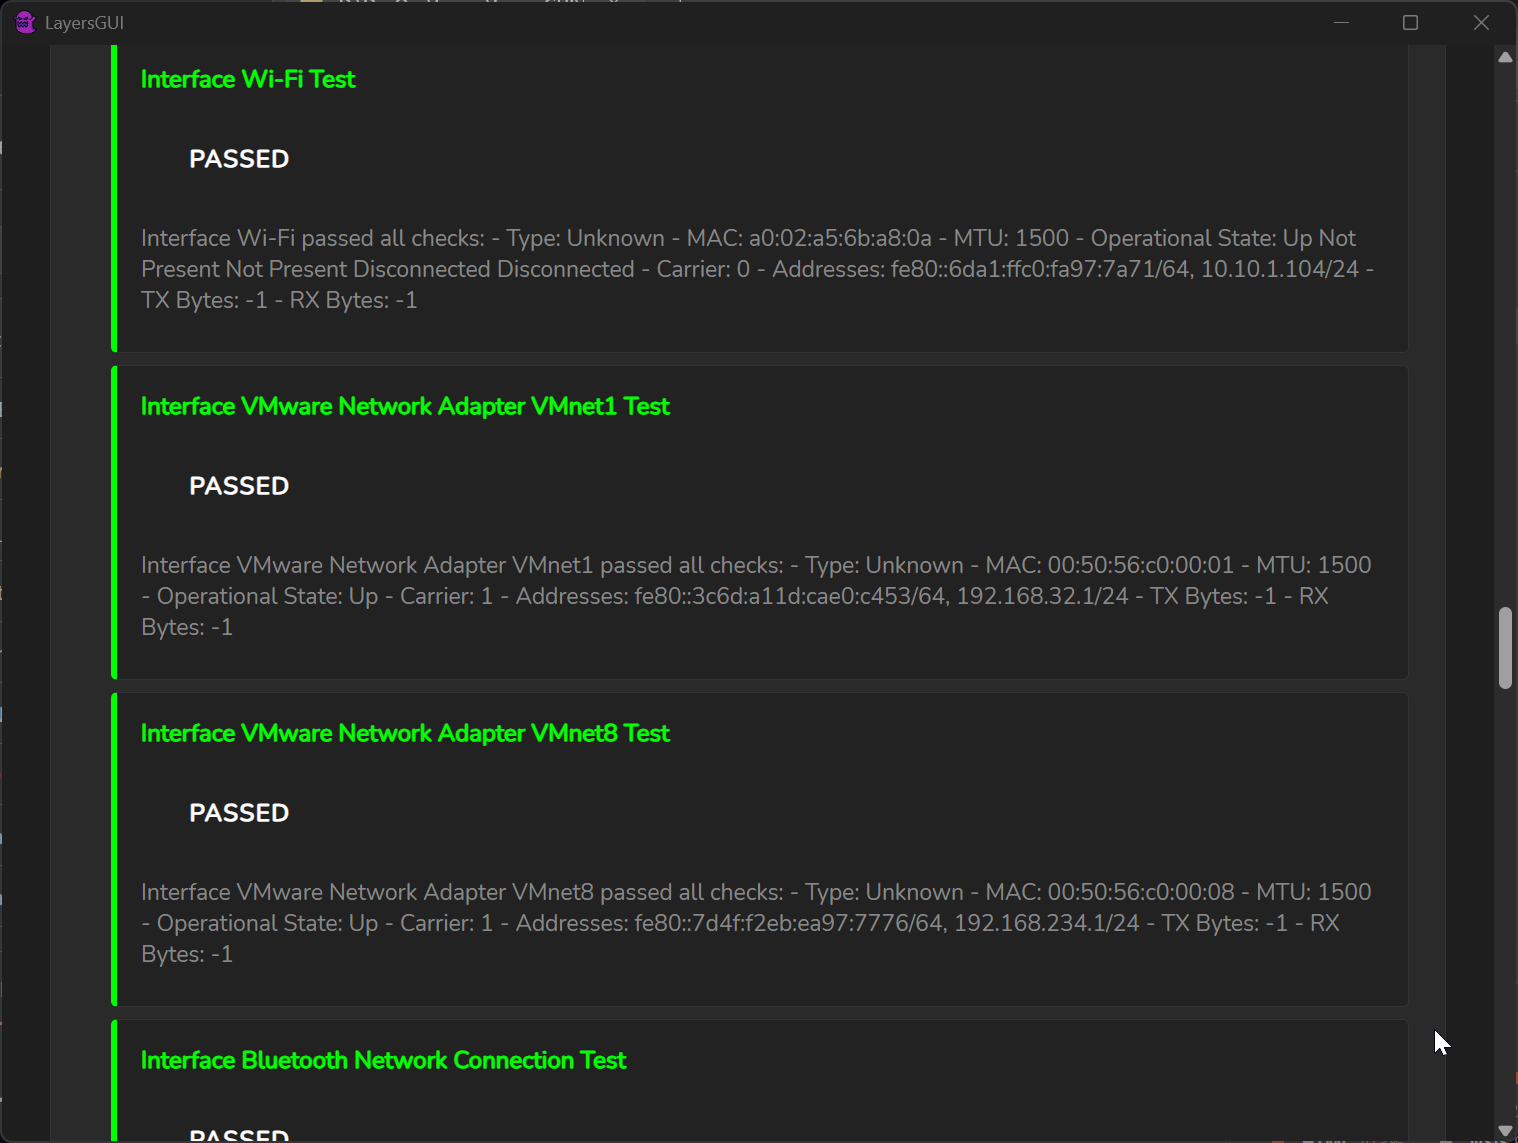 LayersGUI
Interface Wi-Fi Test
PASSED
Interface Wi-Fi passed all checks: - Type: Unknown - MAC: a0:02:a5:6b:a8:0a - MTU: 1500 - Operational State: Up Not
Present Not Present Disconnected Disconnected - Carrier: 0 - Addresses: fe80::6da1:ffc0:fa97:7a71/64, 10.10.1.104/24 -
TX Bytes: -1 - RX Bytes: -1
Interface VMware Network Adapter VMnet1 Test
PASSED
Interface VMware Network Adapter VMnet1 passed all checks: - Type: Unknown - MAC: 00:50:56:c0:00:01 - MTU: 1500
- Operational State: Up - Carrier: 1 - Addresses: fe80::3c6d:a11d:cae0:c453/64, 192.168.32.1/24 - TX Bytes: -1 - RX
Bytes: -1
Interface VMware Network Adapter VMnet8 Test
PASSED
Interface VMware Network Adapter VMnet8 passed all checks: - Type: Unknown - MAC: 00:50:56:c0:00:08 - MTU: 1500
- Operational State: Up - Carrier: 1 - Addresses: fe80::7d4f:f2eb:ea97:7776/64, 192.168.234.1/24 - TX Bytes: -1 - RX
Bytes: -1
Interface Bluetooth Network Connection Test
PASSED